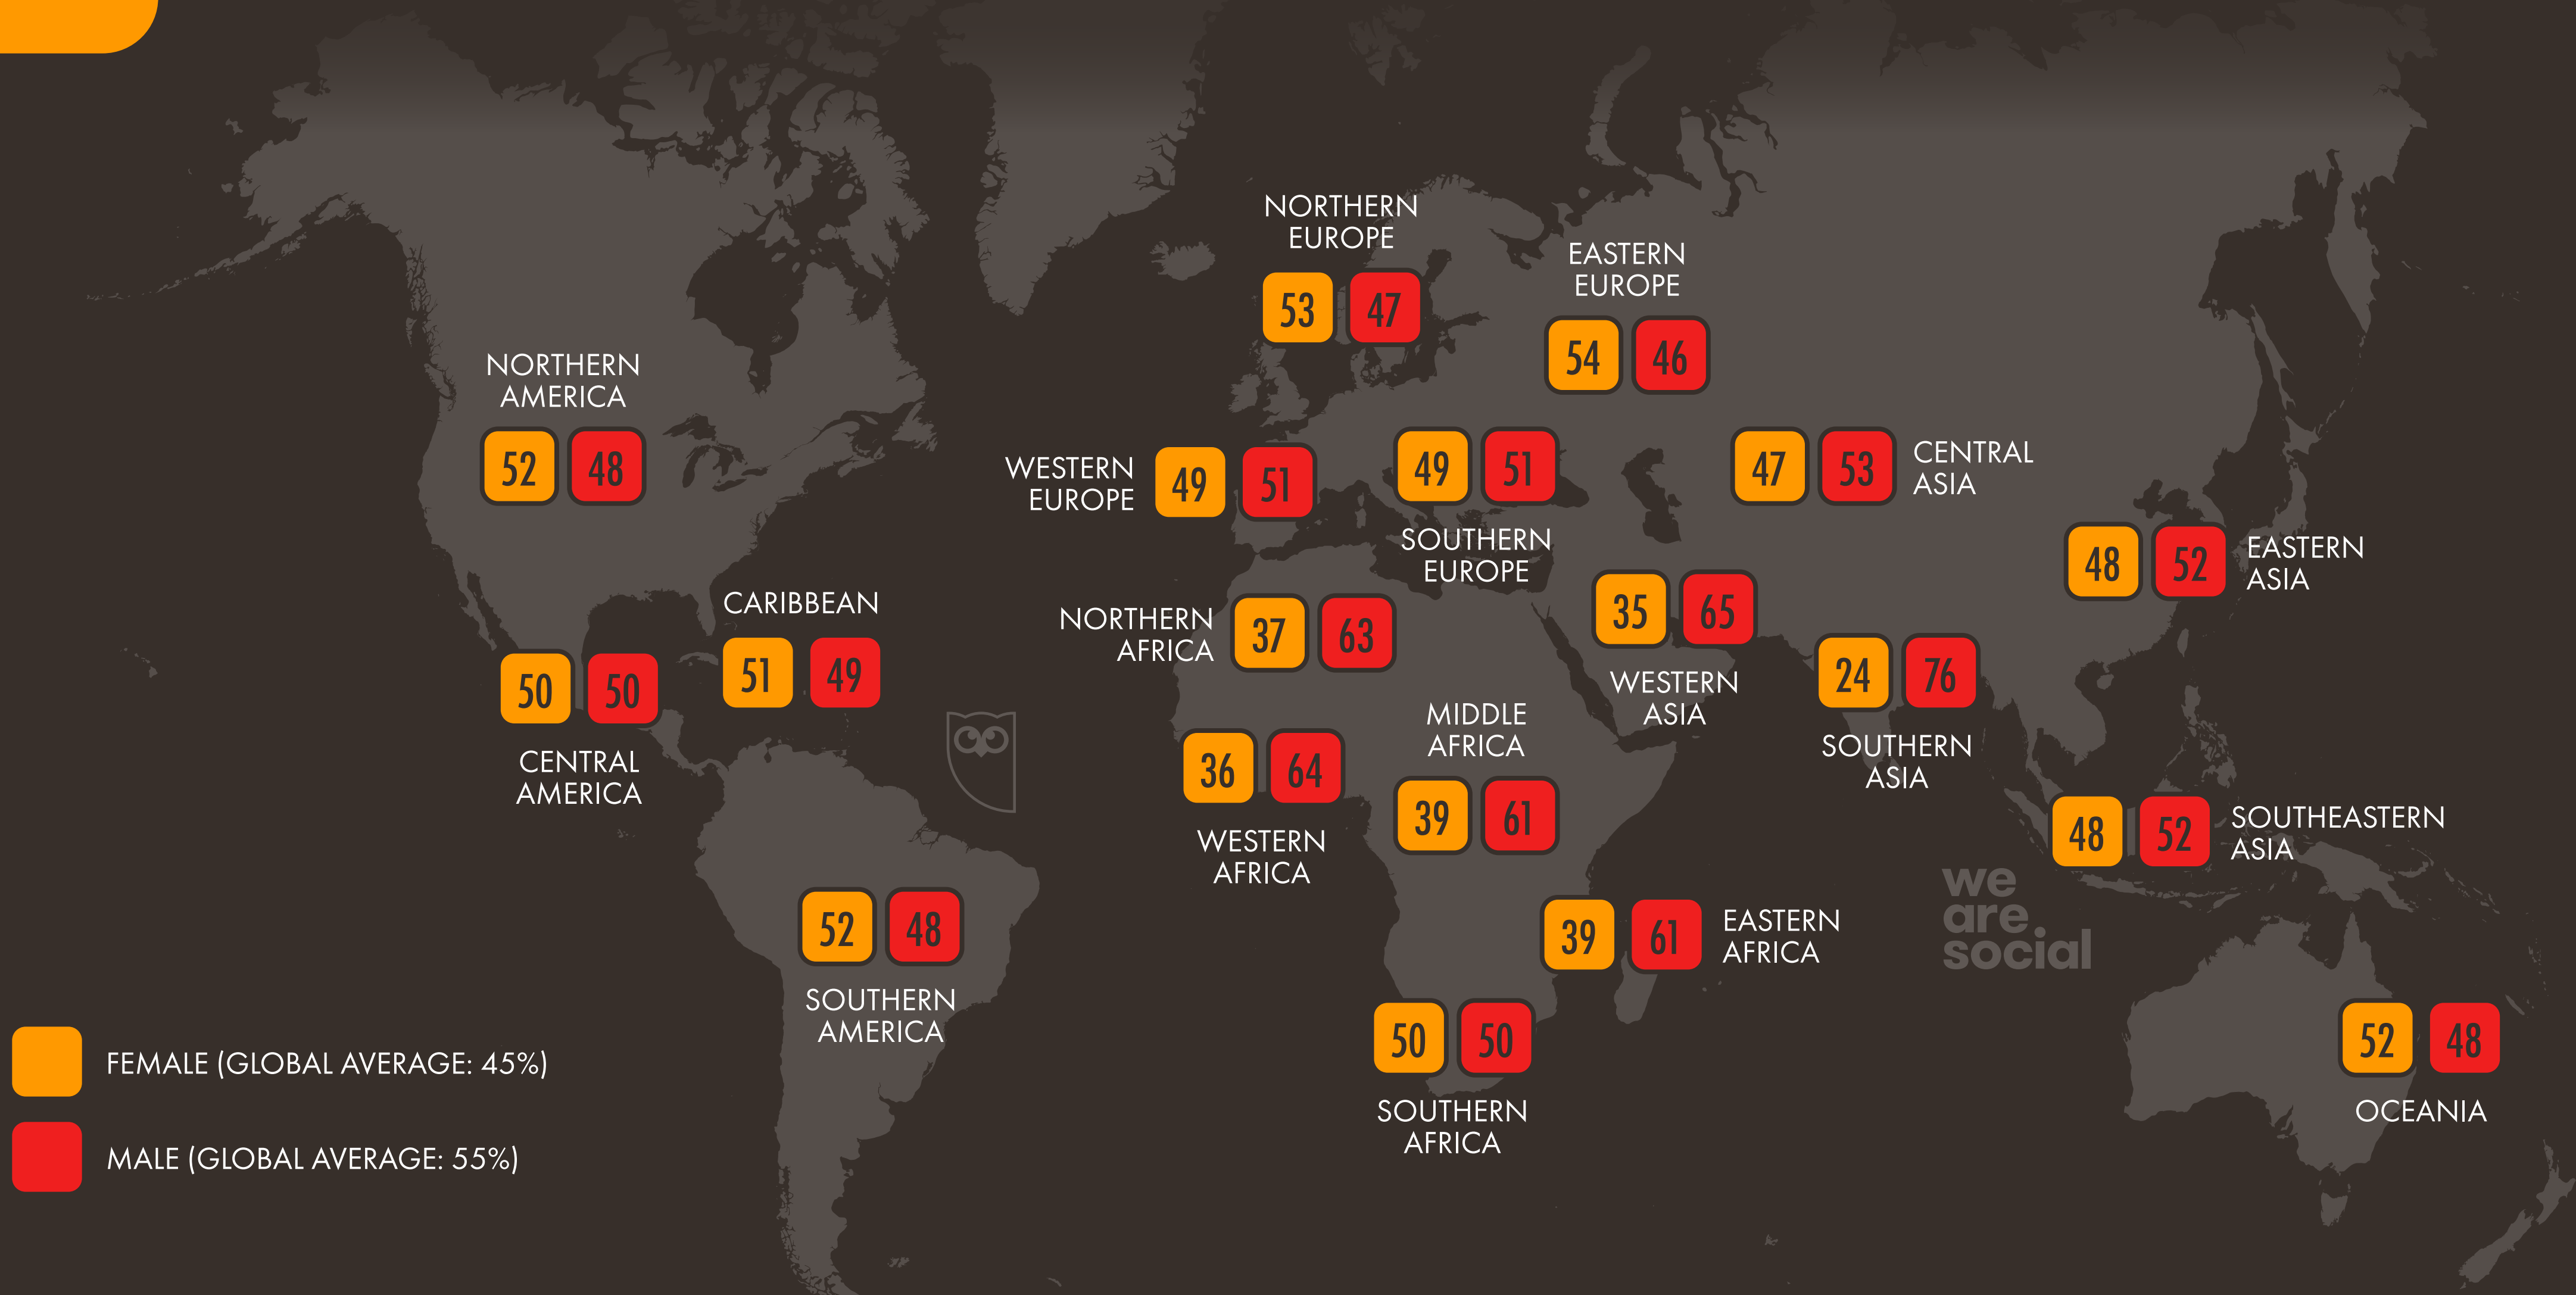 NORTHERN
EUROPE
53 47
EASTERN
EUROPE
54 46
NORTHERN
AMERICA
52 48
WESTERN
EUROPE
49 51
49 51
SOUTHERN
EUROPE
47 53
CENTRAL
ASIA
48 52
EASTERN
ASIA
CARIBBEAN
51 49
50 50
CENTRAL
AMERICA
NORTHERN
AFRICA
37 63
35 65
WESTERN
ASIA
24 76
SOUTHERN
ASIA
36 64
WESTERN
AFRICA
MIDDLE
AFRICA
39 61
48 52
SOUTHEASTERN
ASIA
we
are
social
52 48
SOUTHERN
AMERICA
39 61
EASTERN
AFRICA
50 50
SOUTHERN
AFRICA
52 48
OCEANIA
FEMALE (GLOBAL AVERAGE: 45%)
MALE (GLOBAL AVERAGE: 55%)